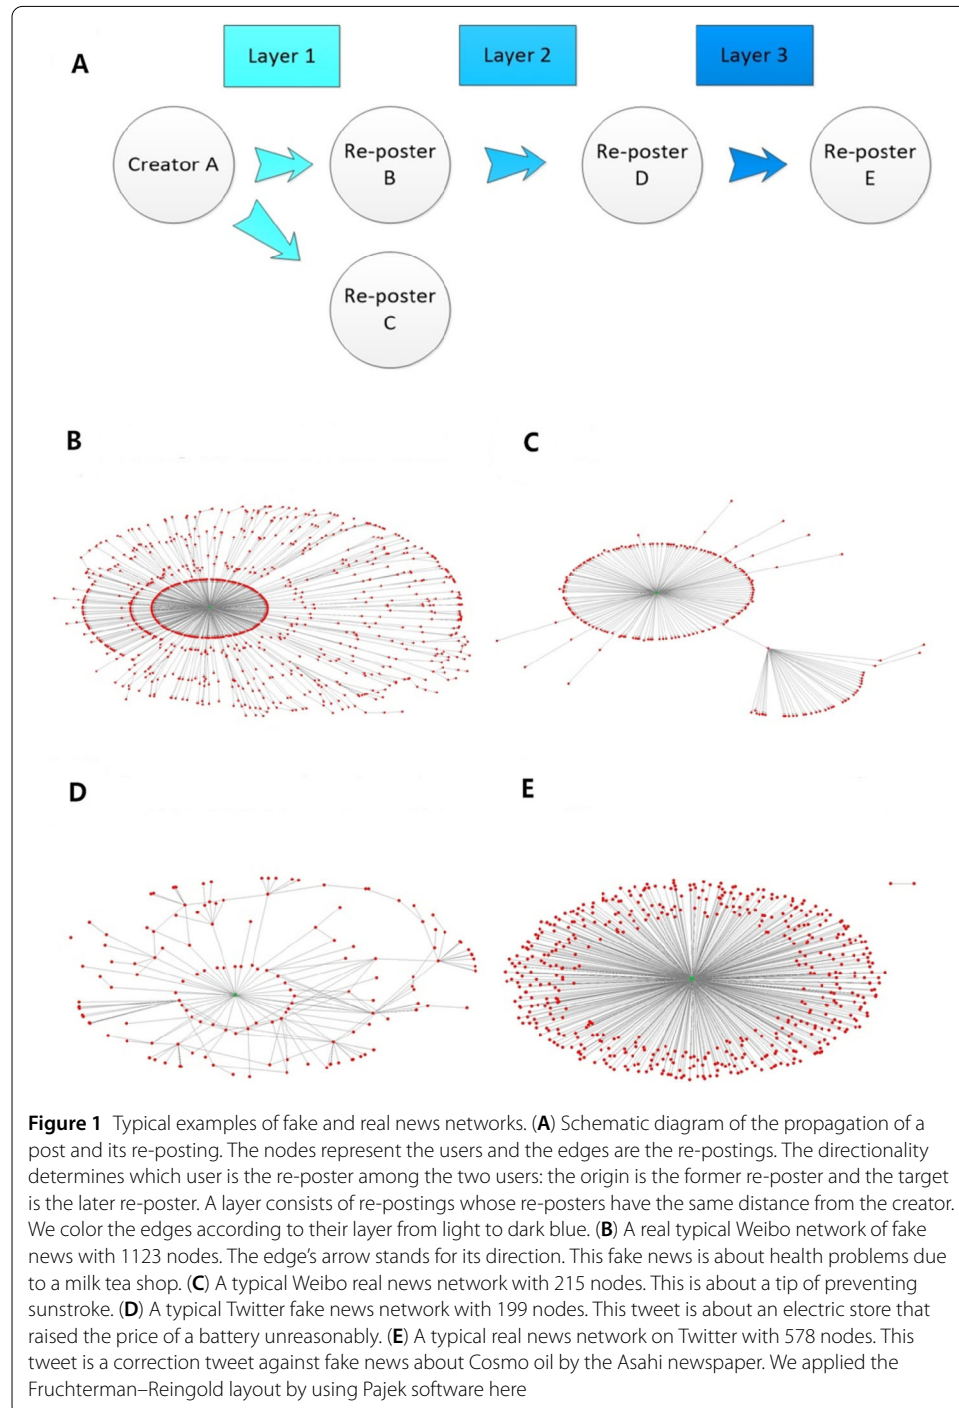 A
Layer 1
Layer 2
Layer 3
Creator A
Re-poster
B
Re-poster
D
Re-poster
E
Re-poster
C
B
C
D
E
Figure 1 Typical examples of fake and real news networks. (A) Schematic diagram of the propagation of a
post and its re-posting. The nodes represent the users and the edges are the re-postings. The directionality
determines which user is the re-poster among the two users: the origin is the former re-poster and the target
is the later re-poster. A layer consists of re-postings whose re-posters have the same distance from the creator.
We color the edges according to their layer from light to dark blue. (B) A real typical Weibo network of fake
news with 1123 nodes. The edge's arrow stands for its direction. This fake news is about health problems due
to a milk tea shop. (C) A typical Weibo real news network with 215 nodes. This is about a tip of preventing
sunstroke. (D) A typical Twitter fake news network with 199 nodes. This tweet is about an electric store that
raised the price of a battery unreasonably. (E) A typical real news network on Twitter with 578 nodes. This
tweet is a correction tweet against fake news about Cosmo oil by the Asahi newspaper. We applied the
Fruchterman–Reingold layout by using Pajek software here